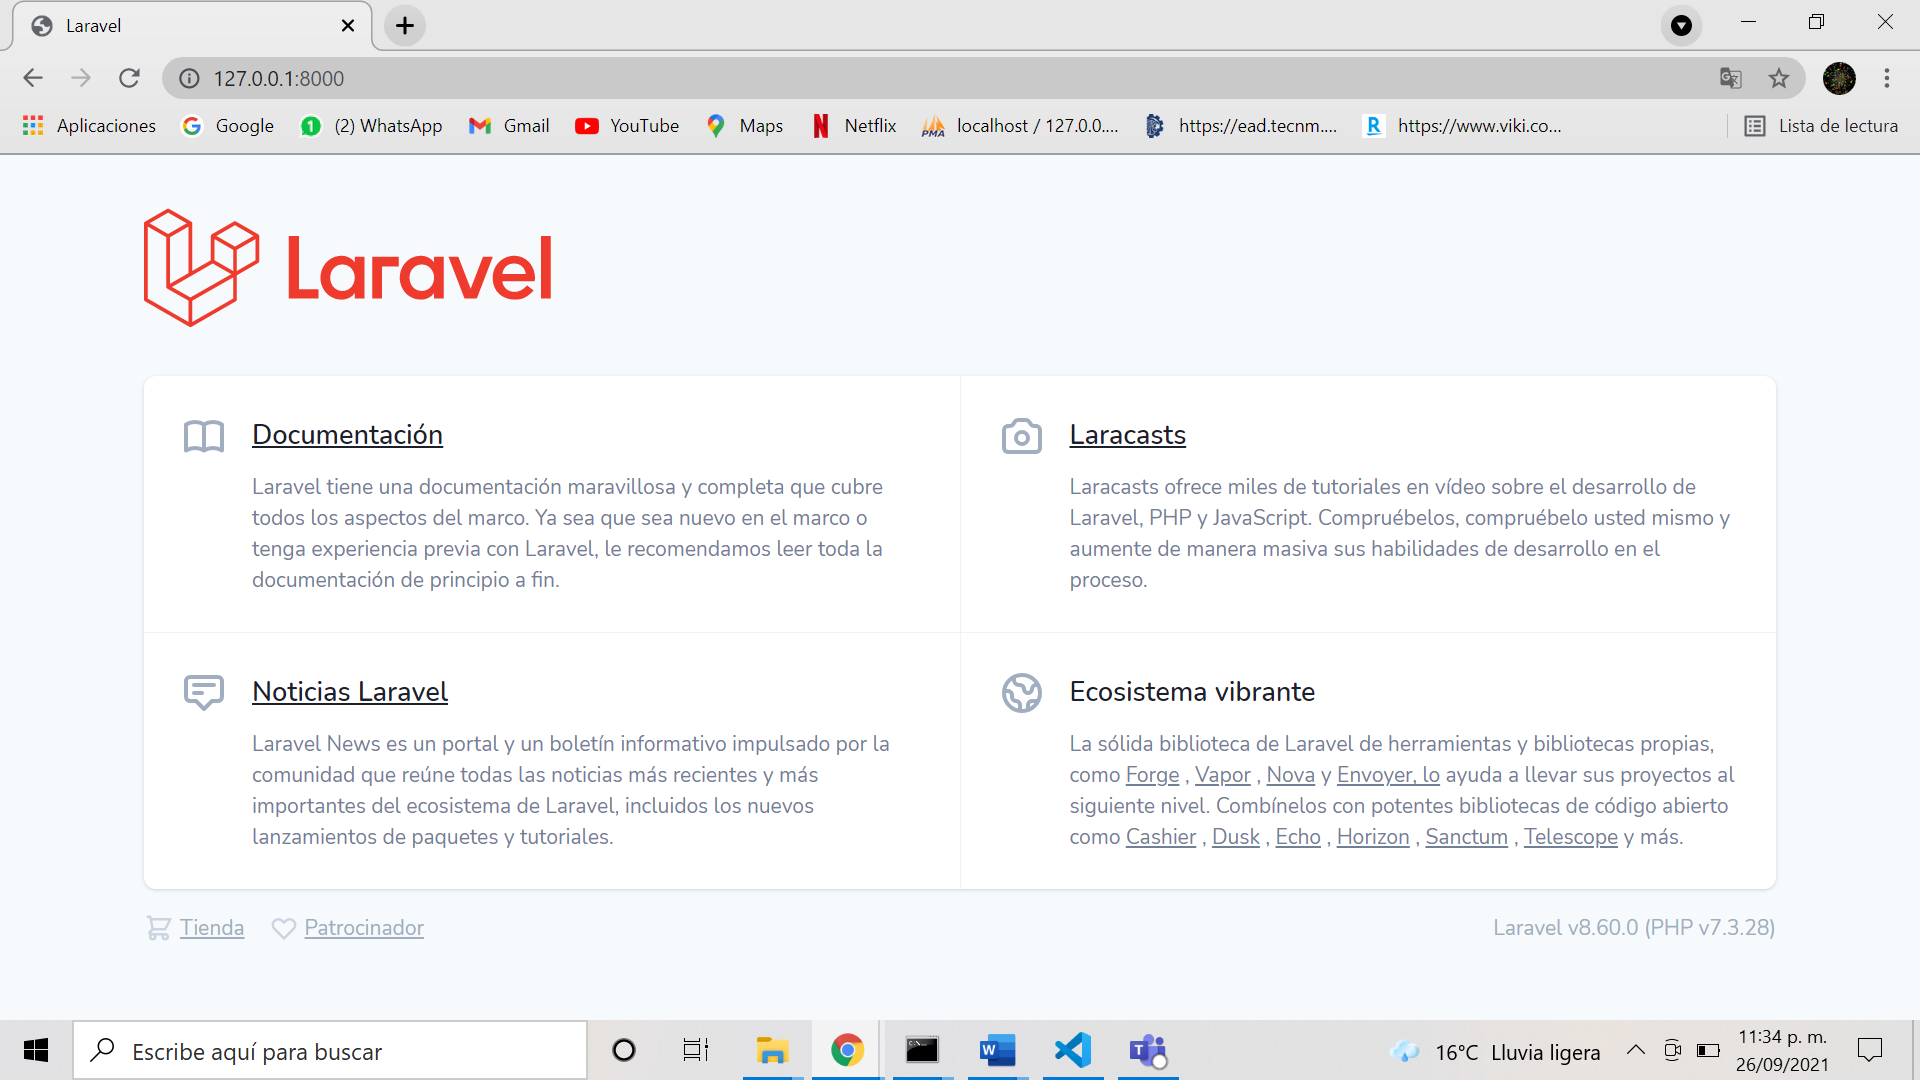 Laravel
127.0.0.1:8000
Aplicaciones
Google
(2) WhatsApp
Gmail
YouTube
Maps
Netflix
localhost / 127.0.0....
https://ead.tecnm....
https://www.viki.co...
Lista de lectura
Laravel
Documentación
Laravel tiene una documentación maravillosa y completa que cubre
todos los aspectos del marco. Ya sea que sea nuevo en el marco o
tenga experiencia previa con Laravel, le recomendamos leer toda la
documentación de principio a fin.
Laracasts
Laracasts ofrece miles de tutoriales en vídeo sobre el desarrollo de
Laravel, PHP y JavaScript. Compruébelos, compruébelo usted mismo y
aumente de manera masiva sus habilidades de desarrollo en el
proceso.
Noticias Laravel
Laravel News es un portal y un boletín informativo impulsado por la
comunidad que reúne todas las noticias más recientes y más
importantes del ecosistema de Laravel, incluidos los nuevos
lanzamientos de paquetes y tutoriales.
Ecosistema vibrante
La sólida biblioteca de Laravel de herramientas y bibliotecas propias,
como Forge , Vapor , Nova y Envoyer, lo ayuda a llevar sus proyectos al
siguiente nivel. Combínelos con potentes bibliotecas de código abierto
como Cashier , Dusk , Echo , Horizon , Sanctum , Telescope y más.
Tienda
Patrocinador
Laravel v8.60.0 (PHP v7.3.28)
Escribe aquí para buscar
16°C Lluvia ligera
11:34 p. m.
26/09/2021